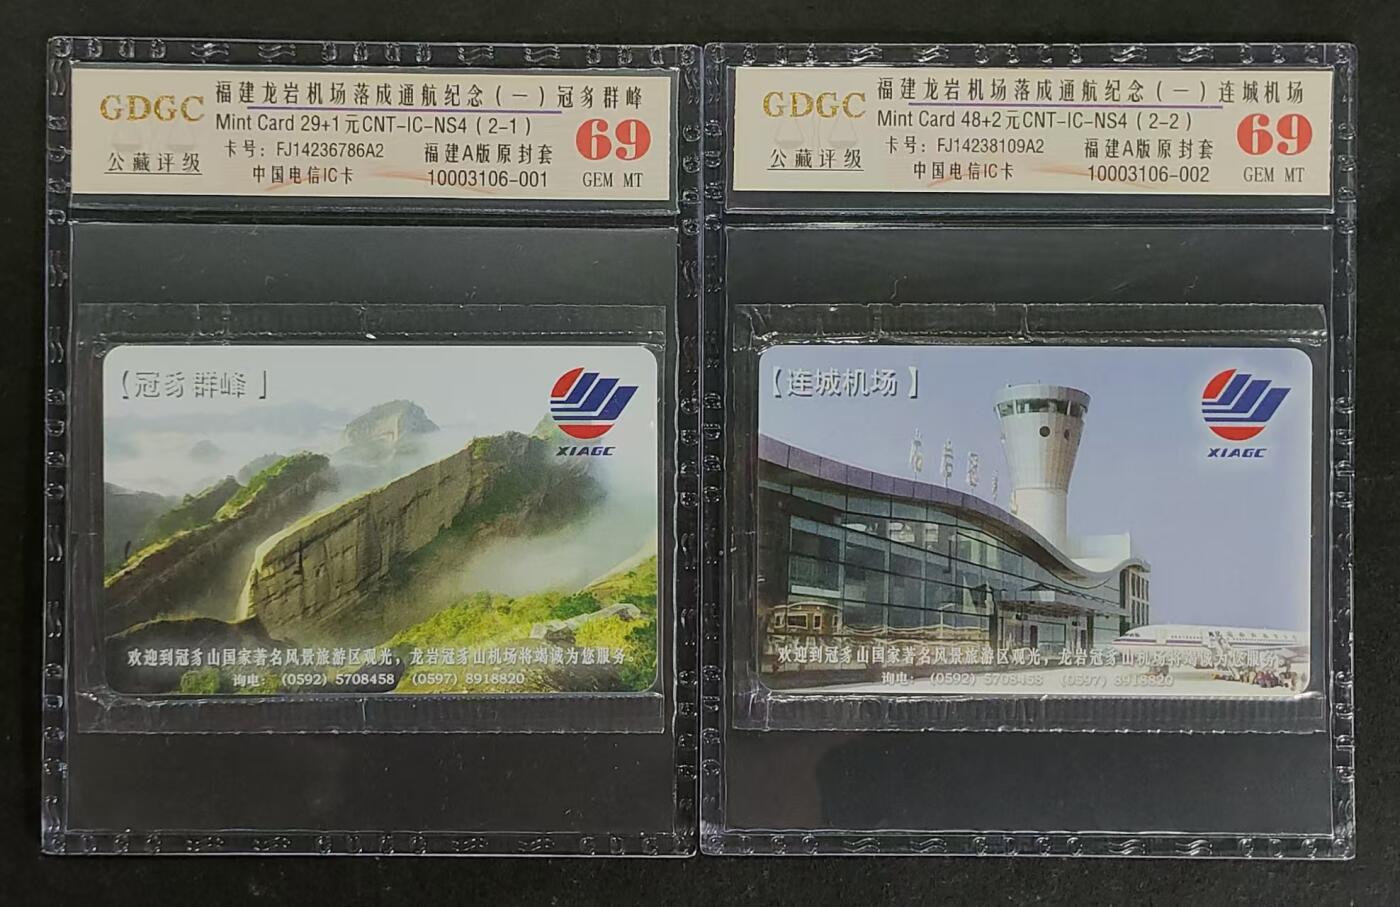 GDGC
公藏评级
福建龙岩机场落成通航纪念(一)冠豸群峰
Mint Card 29+1元CNT-IC-NS4(2-1)
卡号: FJ14236786A2 福建A版原封套
中国电信IC卡 10003106-001
69
GEM MT
【冠豸群峰】
XIAGC
欢迎到冠豸山国家著名风景旅游区观光，龙岩冠豸山机场将竭诚为您服务。
询电: (0592) 5708458 (0597) 8918820
GDGC
公藏评级
福建龙岩机场落成通航纪念(一)连城机场
Mint Card 48+2元CNT-IC-NS4(2-2)
卡号: FJ14238109A2 福建A版原封套
中国电信IC卡 10003106-002
69
GEM MT
【连城机场】
XIAGC
欢迎到冠豸山国家著名风景旅游区观光，龙岩冠豸山机场将竭诚为您服务。
询电: (0592) 5708458 (0597) 8918820